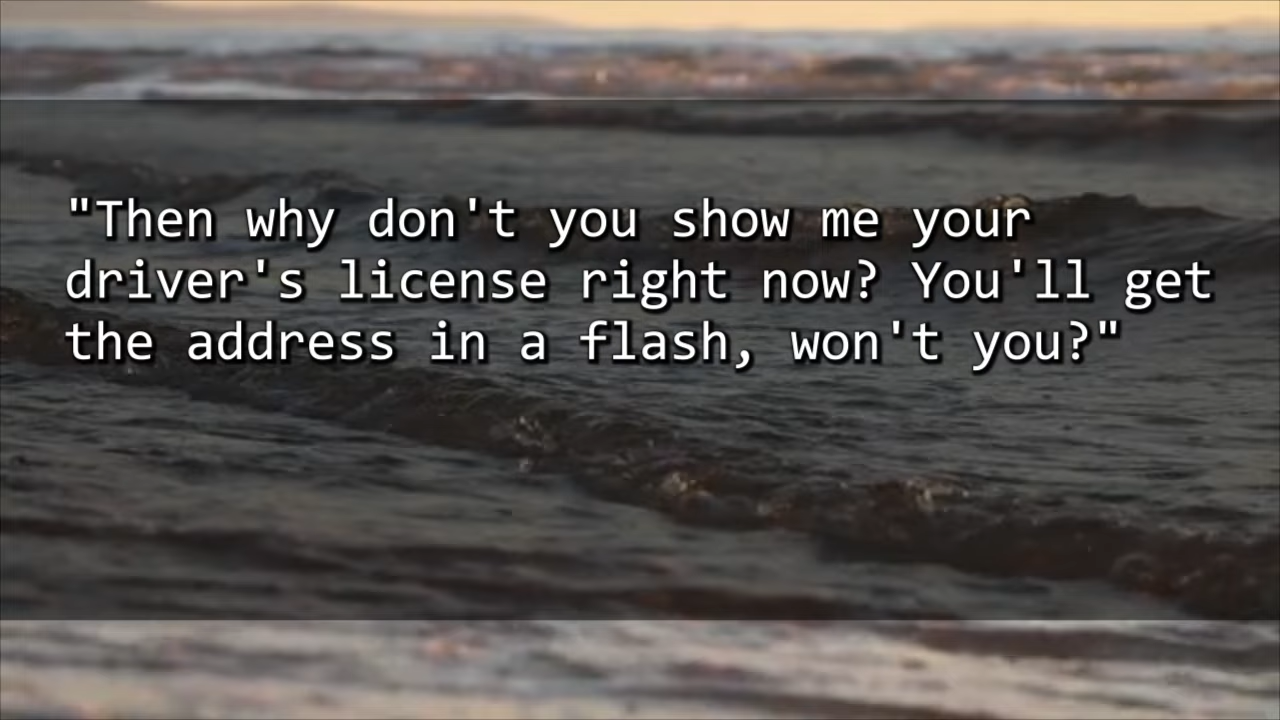 "Then why don't you show me your
driver's license right now? You'll get
the address in a flash, won't you?"